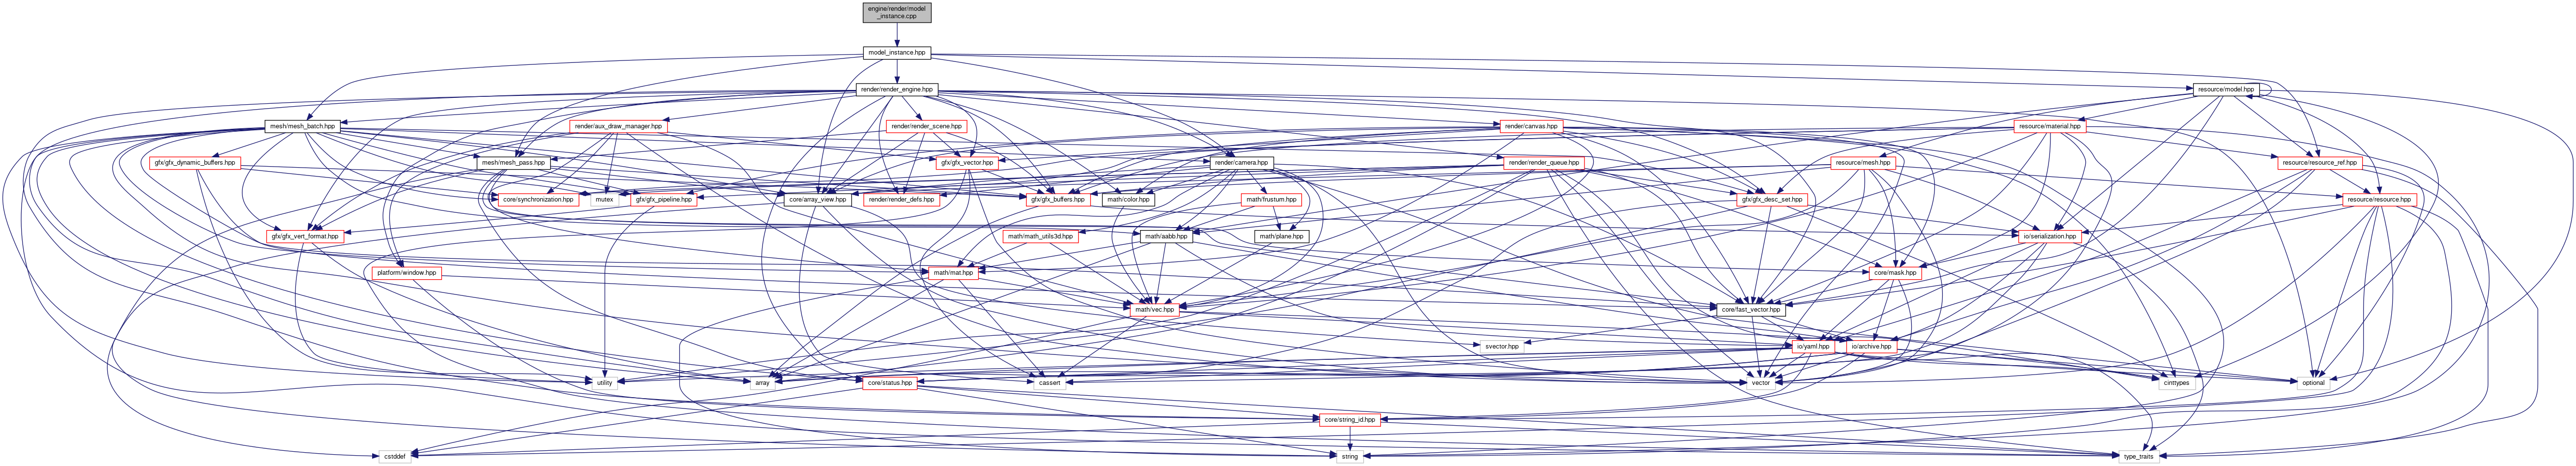 engine/render/model
_instance.cpp
model_instance.hpp
render/render_engine.hpp
resource/model.hpp
mesh/mesh_batch.hpp
render/aux_draw_manager.hpp
render/render_scene.hpp
render/canvas.hpp
resource/material.hpp
gfx/gfx_dynamic_buffers.hpp
mesh/mesh_pass.hpp
gfx/gfx_vector.hpp
render/camera.hpp
render/render_queue.hpp
resource/mesh.hpp
resource/resource_ref.hpp
core/synchronization.hpp
mutex
gfx/gfx_pipeline.hpp
core/array_view.hpp
render/render_defs.hpp
gfx/gfx_buffers.hpp
math/color.hpp
math/frustum.hpp
gfx/gfx_desc_set.hpp
resource/resource.hpp
gfx/gfx_vert_format.hpp
math/math_utils3d.hpp
math/aabb.hpp
math/plane.hpp
io/serialization.hpp
platform/window.hpp
math/mat.hpp
core/mask.hpp
math/vec.hpp
core/fast_vector.hpp
svector.hpp
io/yaml.hpp
io/archive.hpp
utility
array
core/status.hpp
cassert
vector
cinttypes
optional
core/string_id.hpp
cstddef
string
type_traits